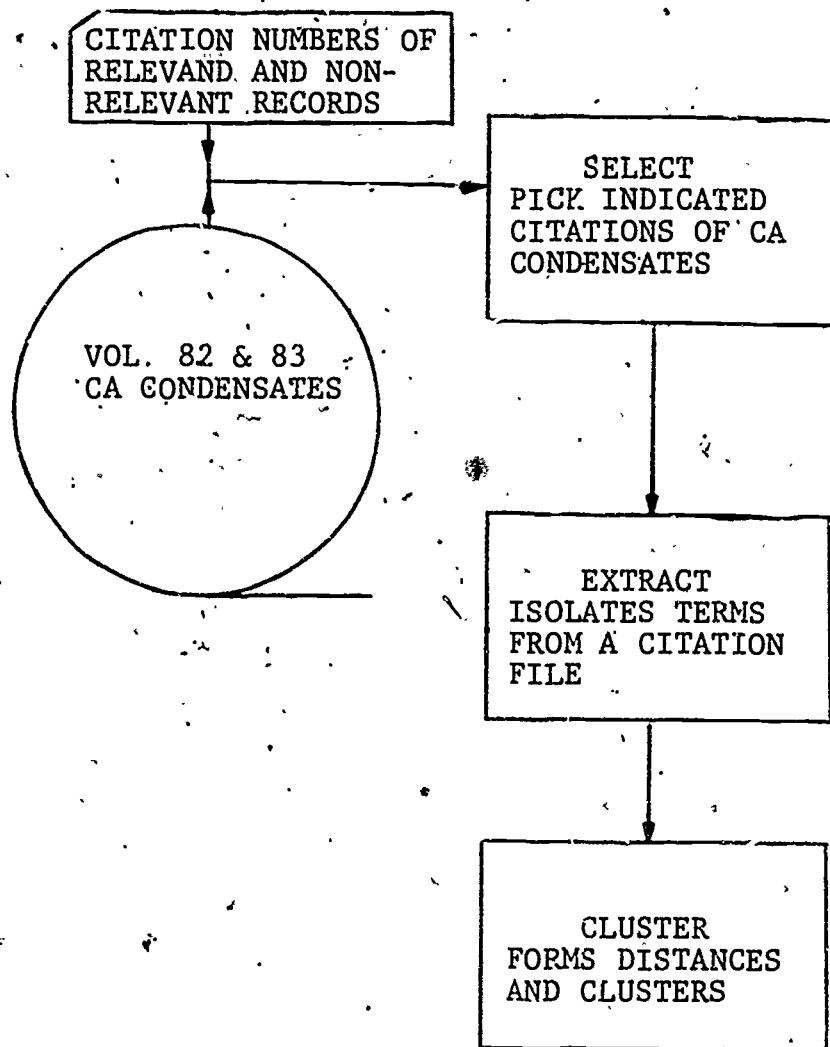 CITATION NUMBERS OF
RELEVAND AND NON-
RELEVANT RECORDS
SELECT
PICK INDICATED
CITATIONS OF CA
CONDENSATES
VOL. 82 & 83
CA CONDENSATES
EXTRACT
ISOLATES TERMS
FROM A CITATION
FILE
CLUSTER
FORMS DISTANCES
AND CLUSTERS